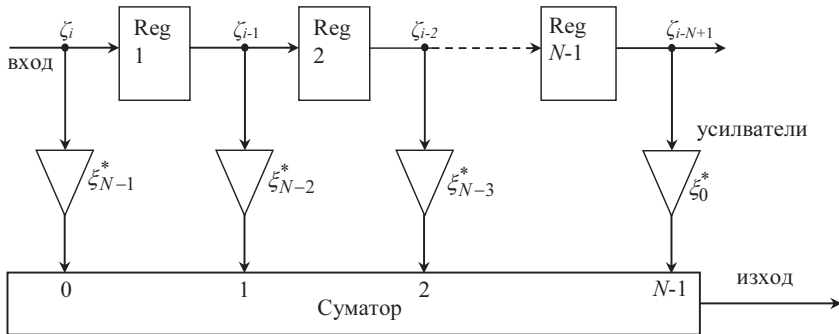 ζi Reg 1 ζi-1 Reg 2 ζi-2 Reg N-1 ζi-N+1
вход
усилватели
ξ*N−1 ξ*N−2 ξ*N−3 ξ*0
изход
0 1 2 N-1
Суматор